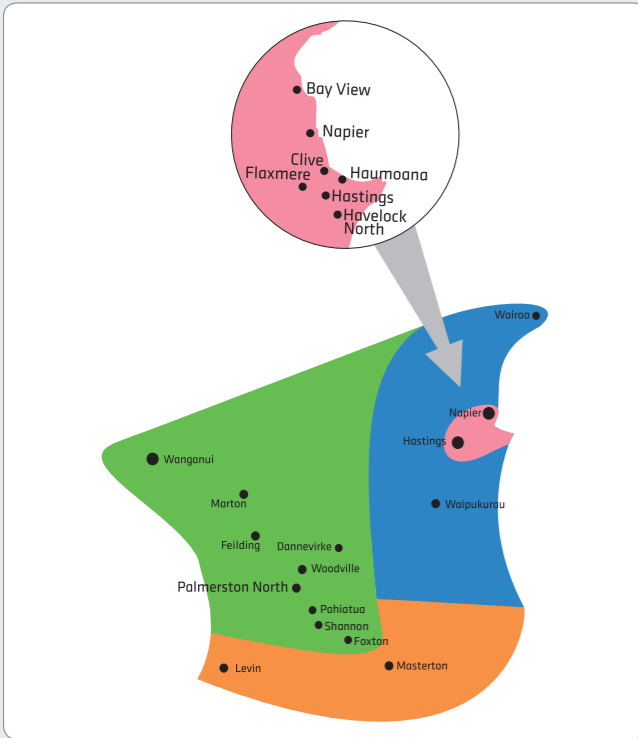 Bay View
Napier
Clive
Flaxmere
Haumoana
Hastings
Havelock
North
Wairoa
Napier
Hastings
Wanganui
Marton
Waipukurau
Feilding
Dannevirke
Woodville
Palmerston North
Pahiatua
Shannon
Foxton
Levin
Masterton